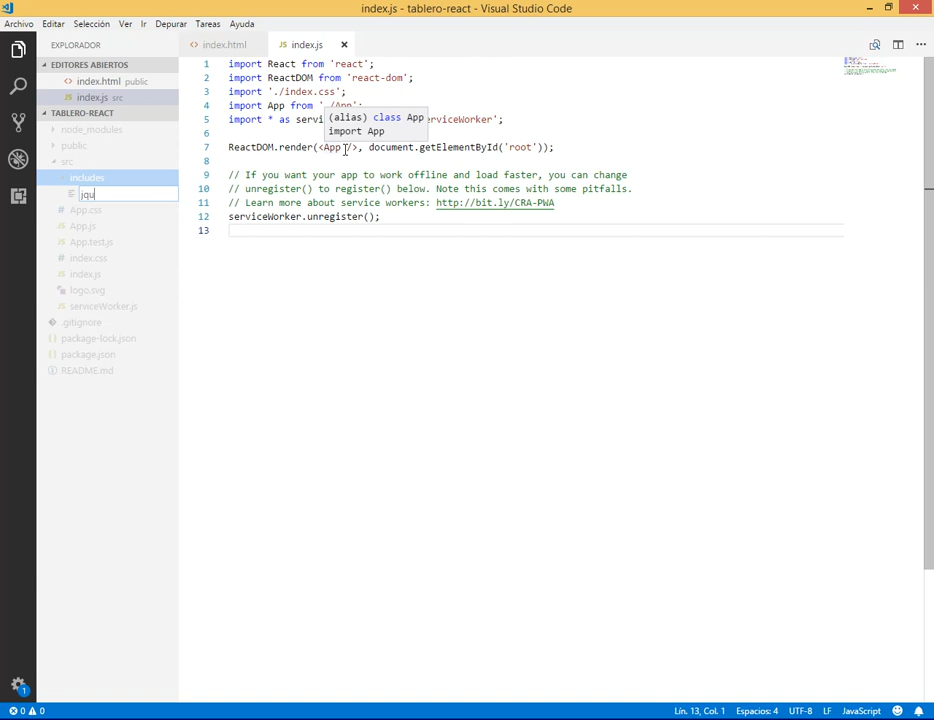 index.js - tablero-react - Visual Studio Code
Archivo Editar Selección Ver Ir Depurar Tareas Ayuda
EXPLORADOR
EDITORES ABIERTOS
index.html public
index.js src
TABLERO-REACT
node_modules
public
src
includes
jqu
App.css
App.js
App.test.js
index.css
index.js
logo.svg
serviceWorker.js
.gitignore
package-lock.json
package.json
README.md
index.html index.js
1 import React from 'react';
2 import ReactDOM from 'react-dom';
3 import './index.css';
4 import App from './App';
5 import * as servi erviceWorker';
(alias) class App
import App
6
7 ReactDOM.render(<App />, document.getElementById('root'));
8
9 // If you want your app to work offline and load faster, you can change
10 // unregister() to register() below. Note this comes with some pitfalls.
11 // Learn more about service workers: http://bit.ly/CRA-PWA
12 serviceWorker.unregister();
13
1
0 0 Lín. 13, Col. 1 Espacios: 4 UTF-8 LF JavaScript